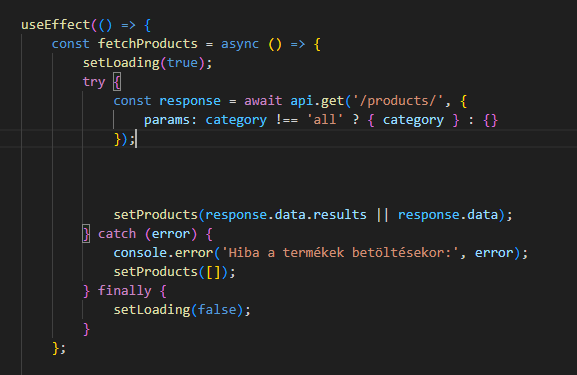 useEffect(() => {
const fetchProducts = async () => {
setLoading(true);
try {
const response = await api.get('/products/', {
params: category !== 'all' ? { category } : {}
});
setProducts(response.data.results || response.data);
} catch (error) {
console.error('Hiba a termékek betöltésekor:', error);
setProducts([]);
} finally {
setLoading(false);
}
};